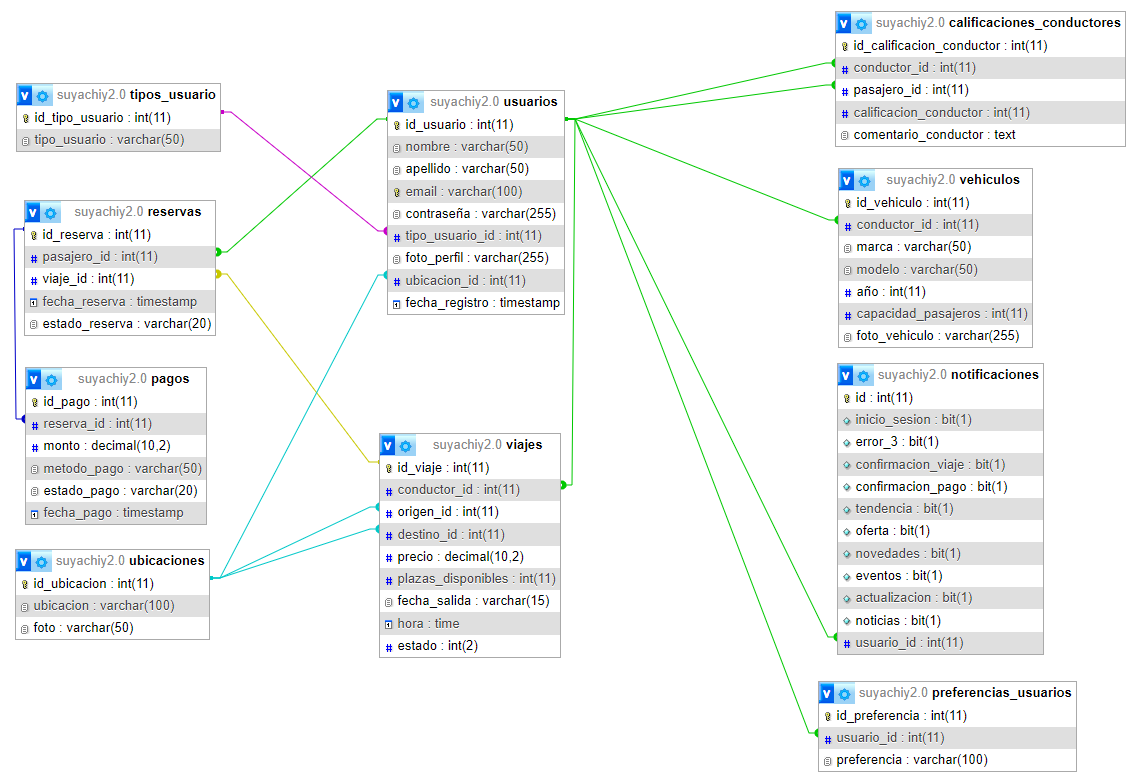 v suyachiy2.0 tipos_usuario
id_tipo_usuario : int(11)
tipo_usuario : varchar(50)
v suyachiy2.0 reservas
id_reserva : int(11)
# pasajero_id : int(11)
# viaje_id : int(11)
fecha_reserva : timestamp
estado_reserva : varchar(20)
v suyachiy2.0 pagos
id_pago : int(11)
# reserva_id : int(11)
# monto : decimal(10,2)
metodo_pago : varchar(50)
estado_pago : varchar(20)
fecha_pago : timestamp
v suyachiy2.0 ubicaciones
id_ubicacion : int(11)
ubicacion : varchar(100)
foto : varchar(50)
v suyachiy2.0 usuarios
id_usuario : int(11)
nombre : varchar(50)
apellido : varchar(50)
email : varchar(100)
contraseña : varchar(255)
# tipo_usuario_id : int(11)
foto_perfil : varchar(255)
# ubicacion_id : int(11)
fecha_registro : timestamp
v suyachiy2.0 viajes
id_viaje : int(11)
# conductor_id : int(11)
# origen_id : int(11)
# destino_id : int(11)
# precio : decimal(10,2)
# plazas_disponibles : int(11)
fecha_salida : varchar(15)
hora : time
# estado : int(2)
v suyachiy2.0 calificaciones_conductores
id_calificacion_conductor : int(11)
# conductor_id : int(11)
# pasajero_id : int(11)
# calificacion_conductor : int(11)
comentario_conductor : text
v suyachiy2.0 vehiculos
id_vehiculo : int(11)
# conductor_id : int(11)
marca : varchar(50)
modelo : varchar(50)
# año : int(11)
# capacidad_pasajeros : int(11)
foto_vehiculo : varchar(255)
v suyachiy2.0 notificaciones
id : int(11)
inicio_sesion : bit(1)
error_3 : bit(1)
confirmacion_viaje : bit(1)
confirmacion_pago : bit(1)
tendencia : bit(1)
oferta : bit(1)
novedades : bit(1)
eventos : bit(1)
actualizacion : bit(1)
noticias : bit(1)
# usuario_id : int(11)
v suyachiy2.0 preferencias_usuarios
id_preferencia : int(11)
# usuario_id : int(11)
preferencia : varchar(100)